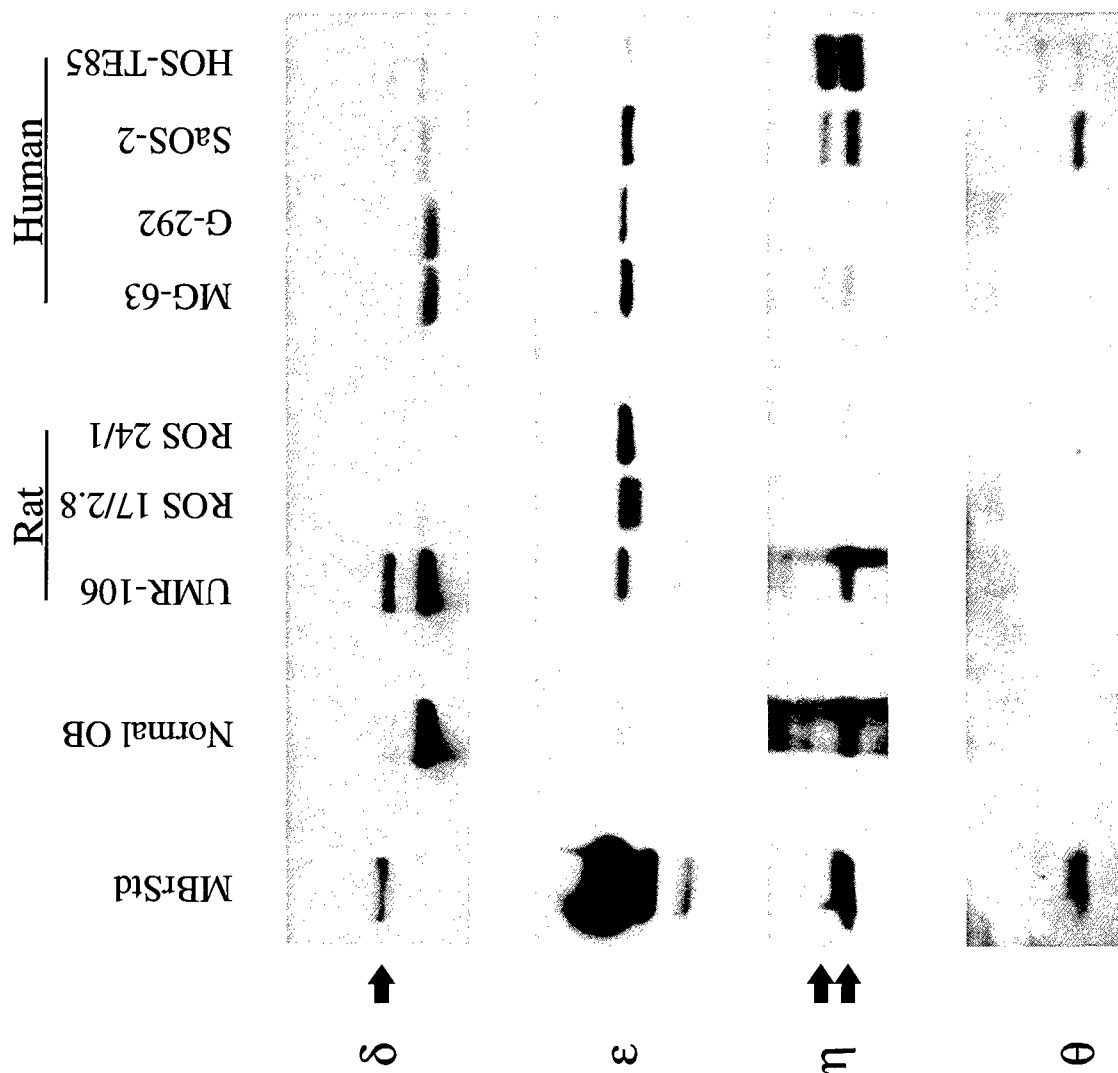 Human
HOS-TE85
SaOS-2
G-292
MG-63
Rat
ROS 24/1
ROS 17/2.8
UMR-106
Normal OB
MBrStd
δ
ε
η
θ